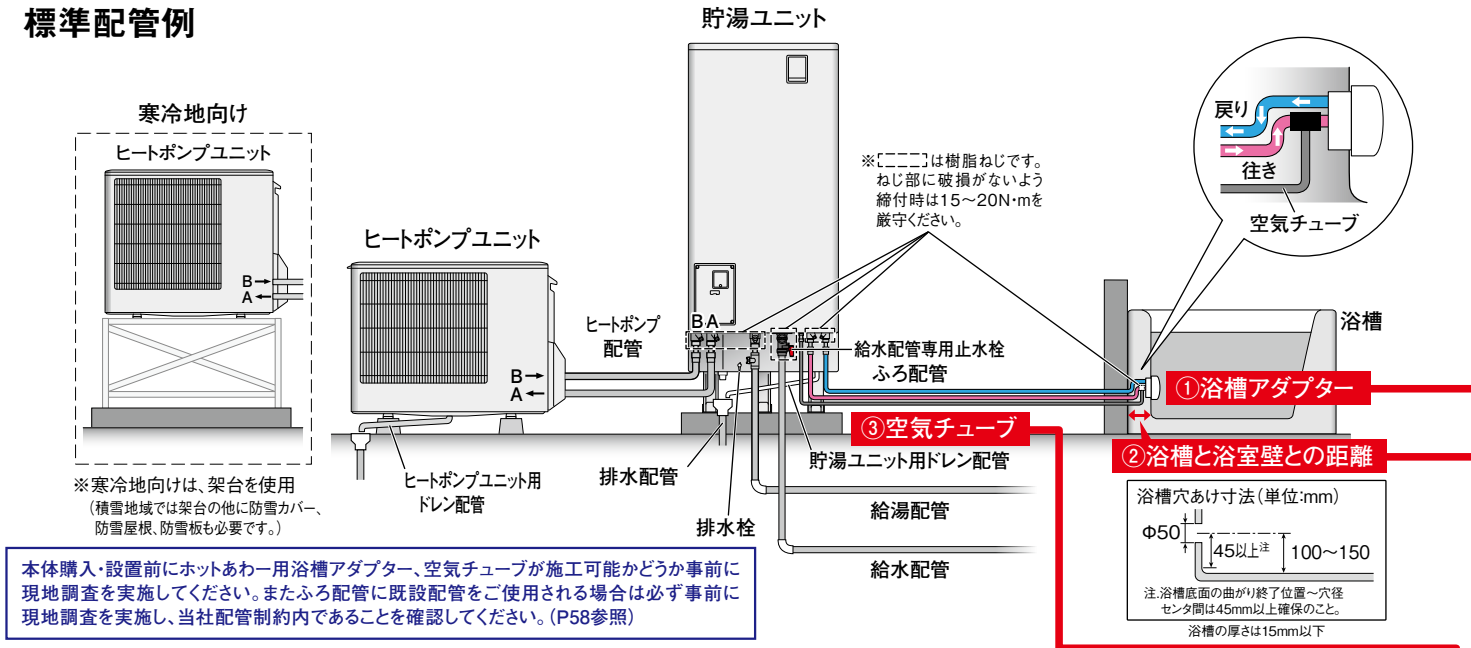 標準配管例
貯湯ユニット
寒冷地向け
ヒートポンプユニット
B
A
※寒冷地向けは、架台を使用
(積雪地域では架台の他に防雪カバー、
防雪屋根、防雪板も必要です。)
ヒートポンプユニット
B
A
ヒートポンプ
配管
BA
ヒートポンプユニット用
ドレン配管
排水配管
排水栓
※[    ]は樹脂ねじです。
ねじ部に破損がないよう
締付時は15～20N・mを
厳守ください。
給水配管専用止水栓
ふろ配管
③空気チューブ
貯湯ユニット用ドレン配管
給湯配管
給水配管
戻り
往き
空気チューブ
浴槽
①浴槽アダプター
②浴槽と浴室壁との距離
浴槽穴あけ寸法(単位:mm)
Φ50
45以上注
100～150
注.浴槽底面の曲がり終了位置～穴径
センタ間は45mm以上確保のこと。
浴槽の厚さは15mm以下
本体購入・設置前にホットあわー用浴槽アダプター、空気チューブが施工可能かどうか事前に
現地調査を実施してください。またふろ配管に既設配管をご使用される場合は必ず事前に
現地調査を実施し、当社配管制約内であることを確認してください。(P58参照)